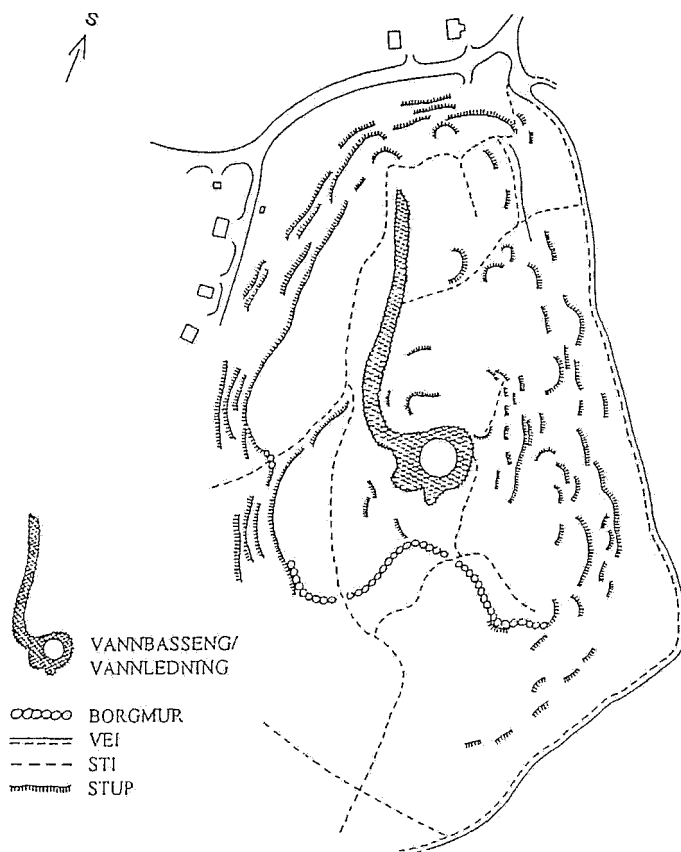 S
VANNBASSENG/
VANNLEDNING
BORGMUR
VEI
STI
STUP